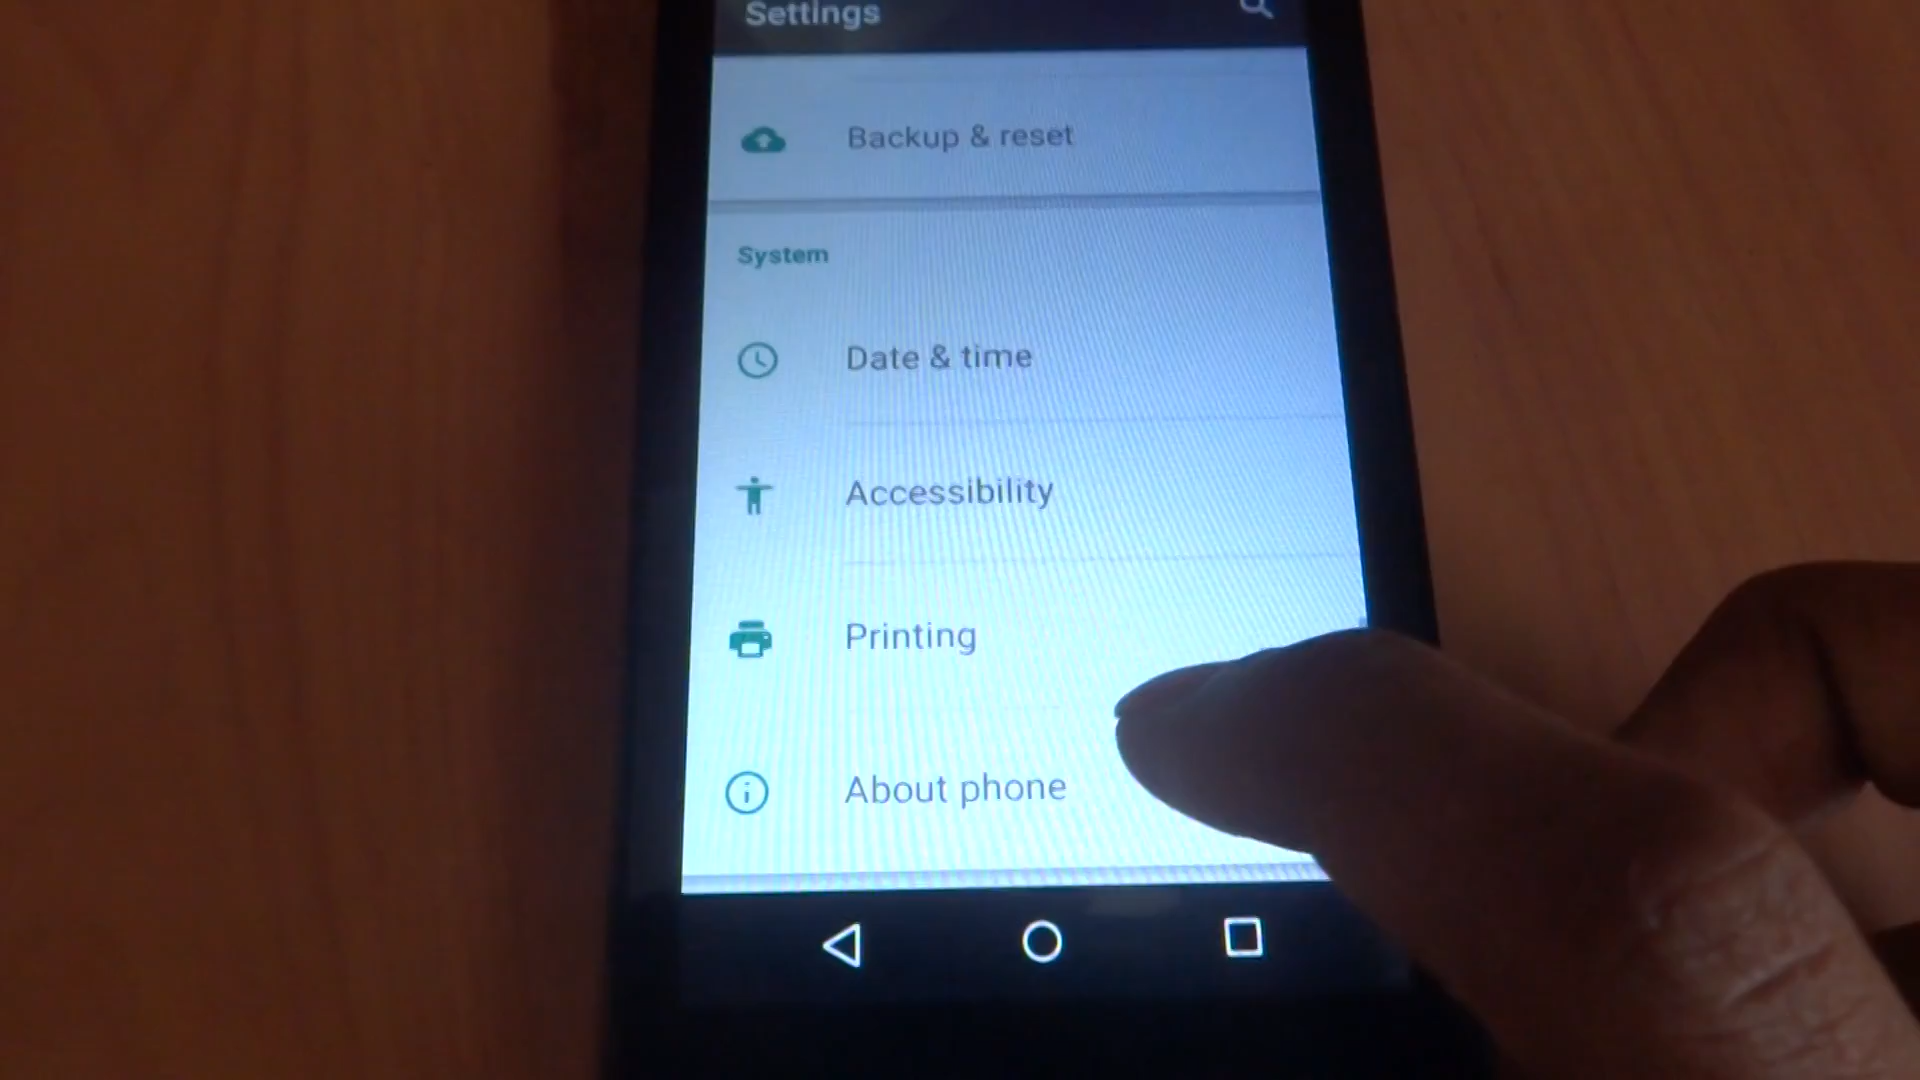 Settings
Backup & reset
System
Date & time
Accessibility
Printing
About phone